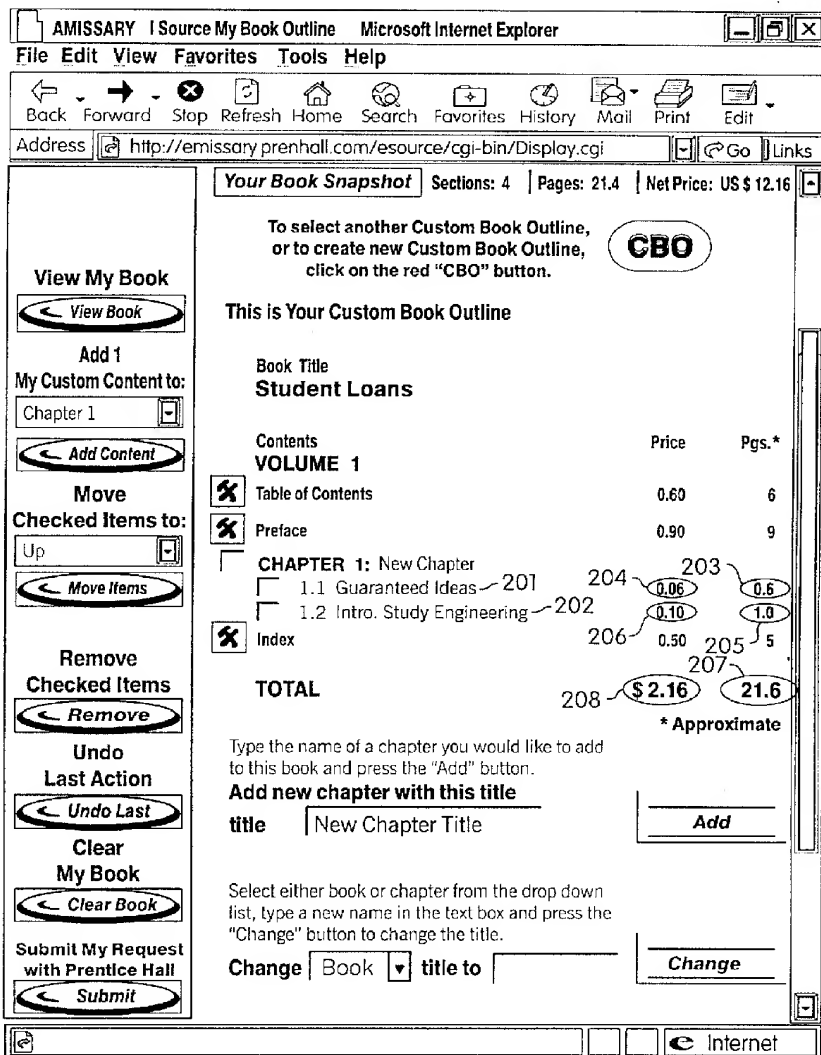 AMISSARY I Source My Book Outline Microsoft Internet Explorer
File Edit View Favorites Tools Help
Back Forward Stop Refresh Home Search Favorites History Mail Print Edit
Address http://emissary.prenhall.com/esource/cgi-bin/Display.cgi Go Links
Your Book Snapshot Sections: 4 Pages: 21.4 Net Price: US $ 12.16
To select another Custom Book Outline,
or to create new Custom Book Outline,
click on the red "CBO" button.
CBO
View My Book
View Book
Add 1
My Custom Content to:
Chapter 1
Add Content
Move
Checked Items to:
Up
Move Items
Remove
Checked Items
Remove
Undo
Last Action
Undo Last
Clear
My Book
Clear Book
Submit My Request
with Prentice Hall
Submit
This is Your Custom Book Outline
Book Title
Student Loans
Contents Price Pgs.*
VOLUME 1
Table of Contents 0.60 6
Preface 0.90 9
CHAPTER 1: New Chapter 203
1.1 Guaranteed Ideas 201 204 0.06 0.6
1.2 Intro. Study Engineering 202 0.10 1.0
Index 206 0.50 205 5
207
TOTAL 208 $ 2.16 21.6
* Approximate
Type the name of a chapter you would like to add
to this book and press the "Add" button.
Add new chapter with this title
title New Chapter Title Add
Select either book or chapter from the drop down
list, type a new name in the text box and press the
"Change" button to change the title.
Change Book title to Change
Internet